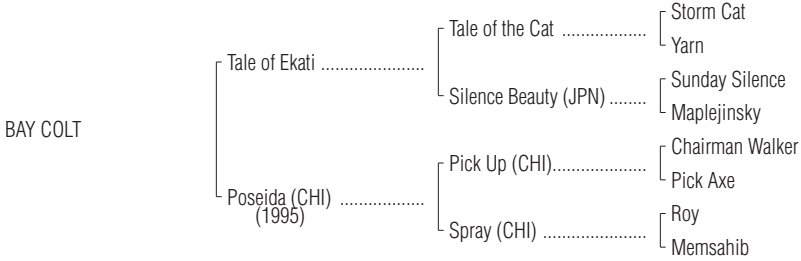 Storm Cat
Tale of the Cat ..................
Yarn
Tale of Ekati ......................
Sunday Silence
Silence Beauty (JPN) ........
Maplejinsky
BAY COLT
Chairman Walker
Pick Up (CHI)....................
Pick Axe
Poseida (CHI) ..................
(1995)
Roy
Spray (CHI) ......................
Memsahib